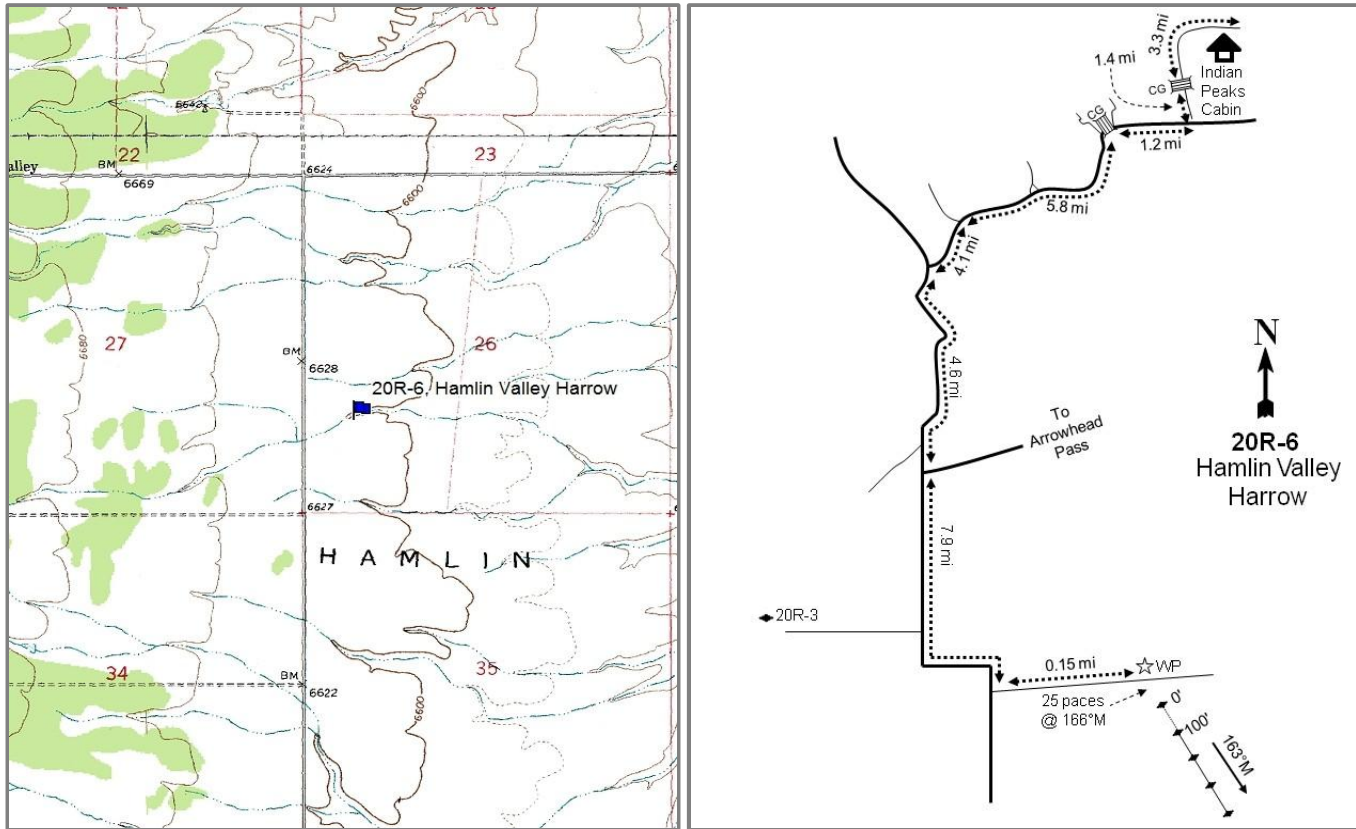 6642
22
23
alley
BM
6669
6624
6600
27
6680
BM
6628
26
20R-6, Hamlin Valley Harrow
6627
HAMLIN
34
35
BM
6622
6600
3.3 mi
1.4 mi
CG
Indian
Peaks
Cabin
CG
1.2 mi
5.8 mi
4.1 mi
4.6 mi
To
Arrowhead
Pass
N
20R-6
Hamlin Valley
Harrow
7.9 mi
20R-3
0.15 mi
WP
25 paces
@ 166°M
0'
100'
163°M